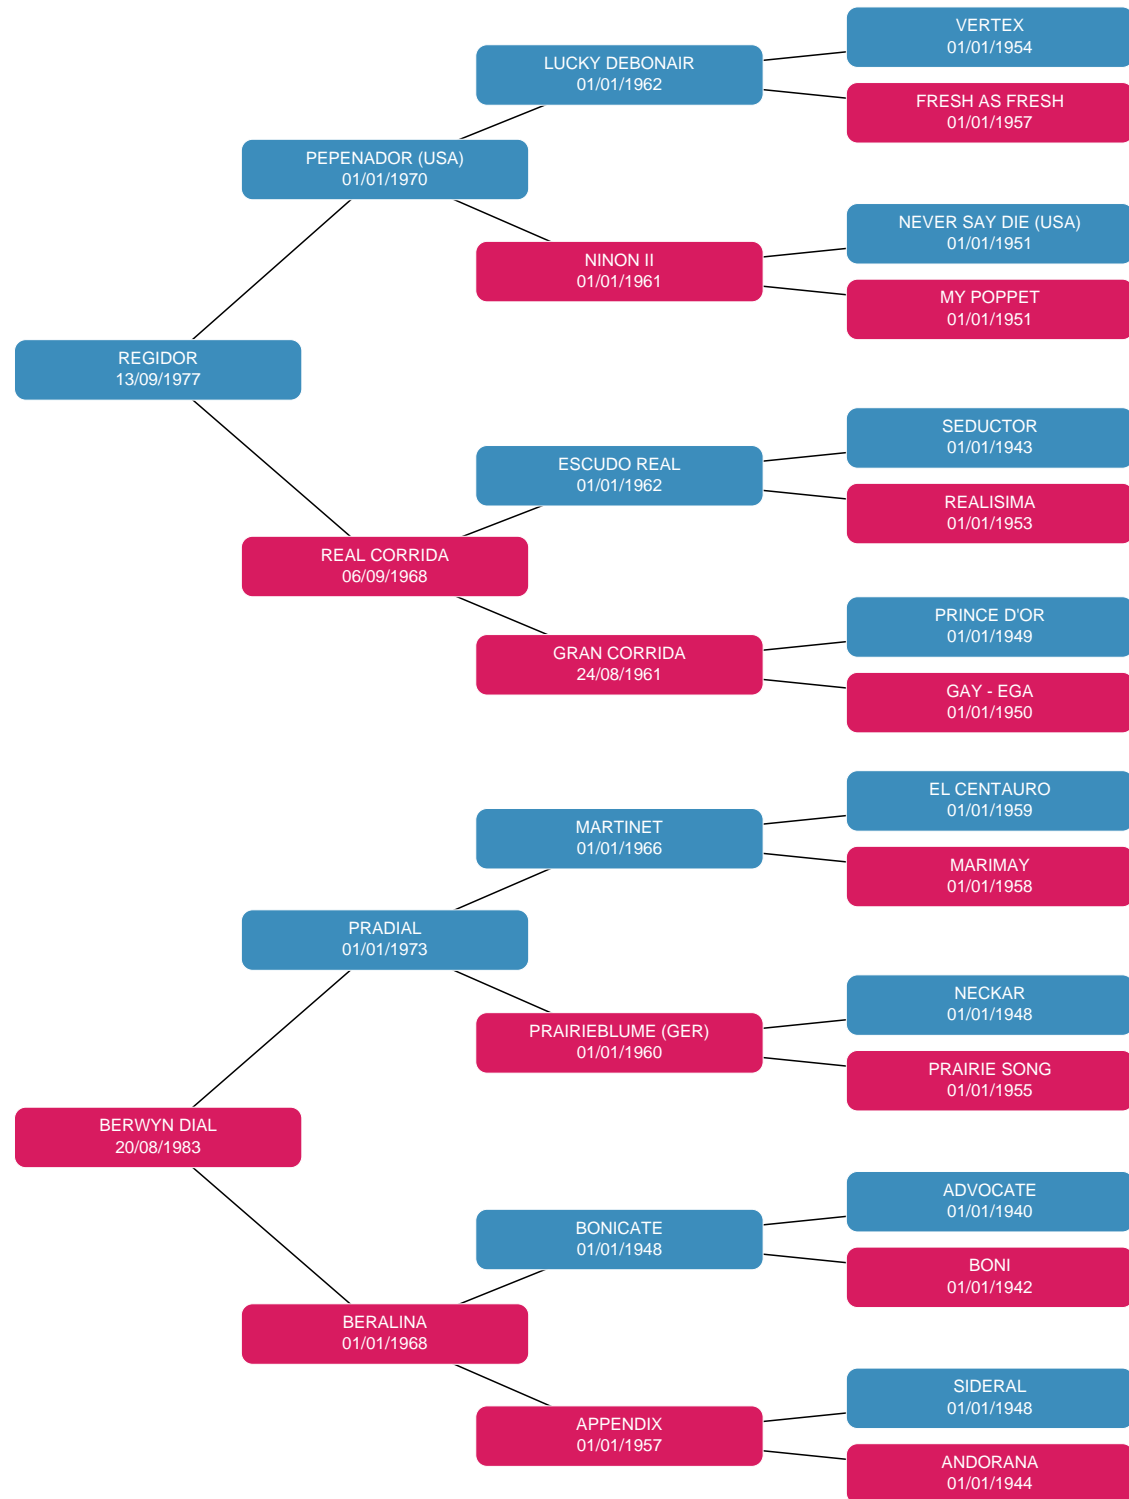 VERTEX
01/01/1954
LUCKY DEBONAIR
01/01/1962
FRESH AS FRESH
01/01/1957
PEPENADOR (USA)
01/01/1970
NEVER SAY DIE (USA)
01/01/1951
NINON II
01/01/1961
MY POPPET
01/01/1951
REGIDOR
13/09/1977
SEDUCTOR
01/01/1943
ESCUDO REAL
01/01/1962
REALISIMA
01/01/1953
REAL CORRIDA
06/09/1968
PRINCE D'OR
01/01/1949
GRAN CORRIDA
24/08/1961
GAY - EGA
01/01/1950
EL CENTAURO
01/01/1959
MARTINET
01/01/1966
MARIMAY
01/01/1958
PRADIAL
01/01/1973
NECKAR
01/01/1948
PRAIRIEBLUME (GER)
01/01/1960
PRAIRIE SONG
01/01/1955
BERWYN DIAL
20/08/1983
ADVOCATE
01/01/1940
BONICATE
01/01/1948
BONI
01/01/1942
BERALINA
01/01/1968
SIDERAL
01/01/1948
APPENDIX
01/01/1957
ANDORANA
01/01/1944